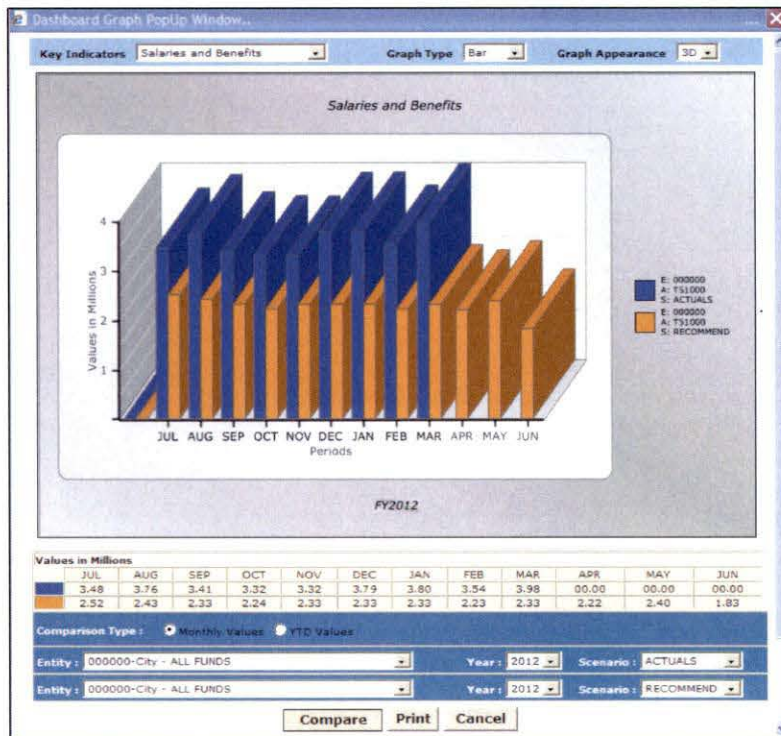 Dashboard Graph PopUp Window..
Key Indicators Salaries and Benefits Graph Type Bar Graph Appearance 3D
Salaries and Benefits
4
3
2
1
Values in Millions
JUL AUG SEP OCT NOV DEC JAN FEB MAR APR MAY JUN
Periods
E: 000000
A: TS1000
S: ACTUALS
E: 000000
A: TS1000
S: RECOMMEND
FY2012
Values in Millions
JUL AUG SEP OCT NOV DEC JAN FEB MAR APR MAY JUN
3.48 3.76 3.41 3.32 3.32 3.79 3.80 3.54 3.98 00.00 00.00 00.00
2.52 2.43 2.33 2.24 2.33 2.33 2.33 2.23 2.33 2.22 2.40 1.83
Comparison Type : Monthly Values YTD Values
Entity : 000000-City - ALL FUNDS Year : 2012 Scenario : ACTUALS
Entity : 000000-City - ALL FUNDS Year : 2012 Scenario : RECOMMEND
Compare Print Cancel